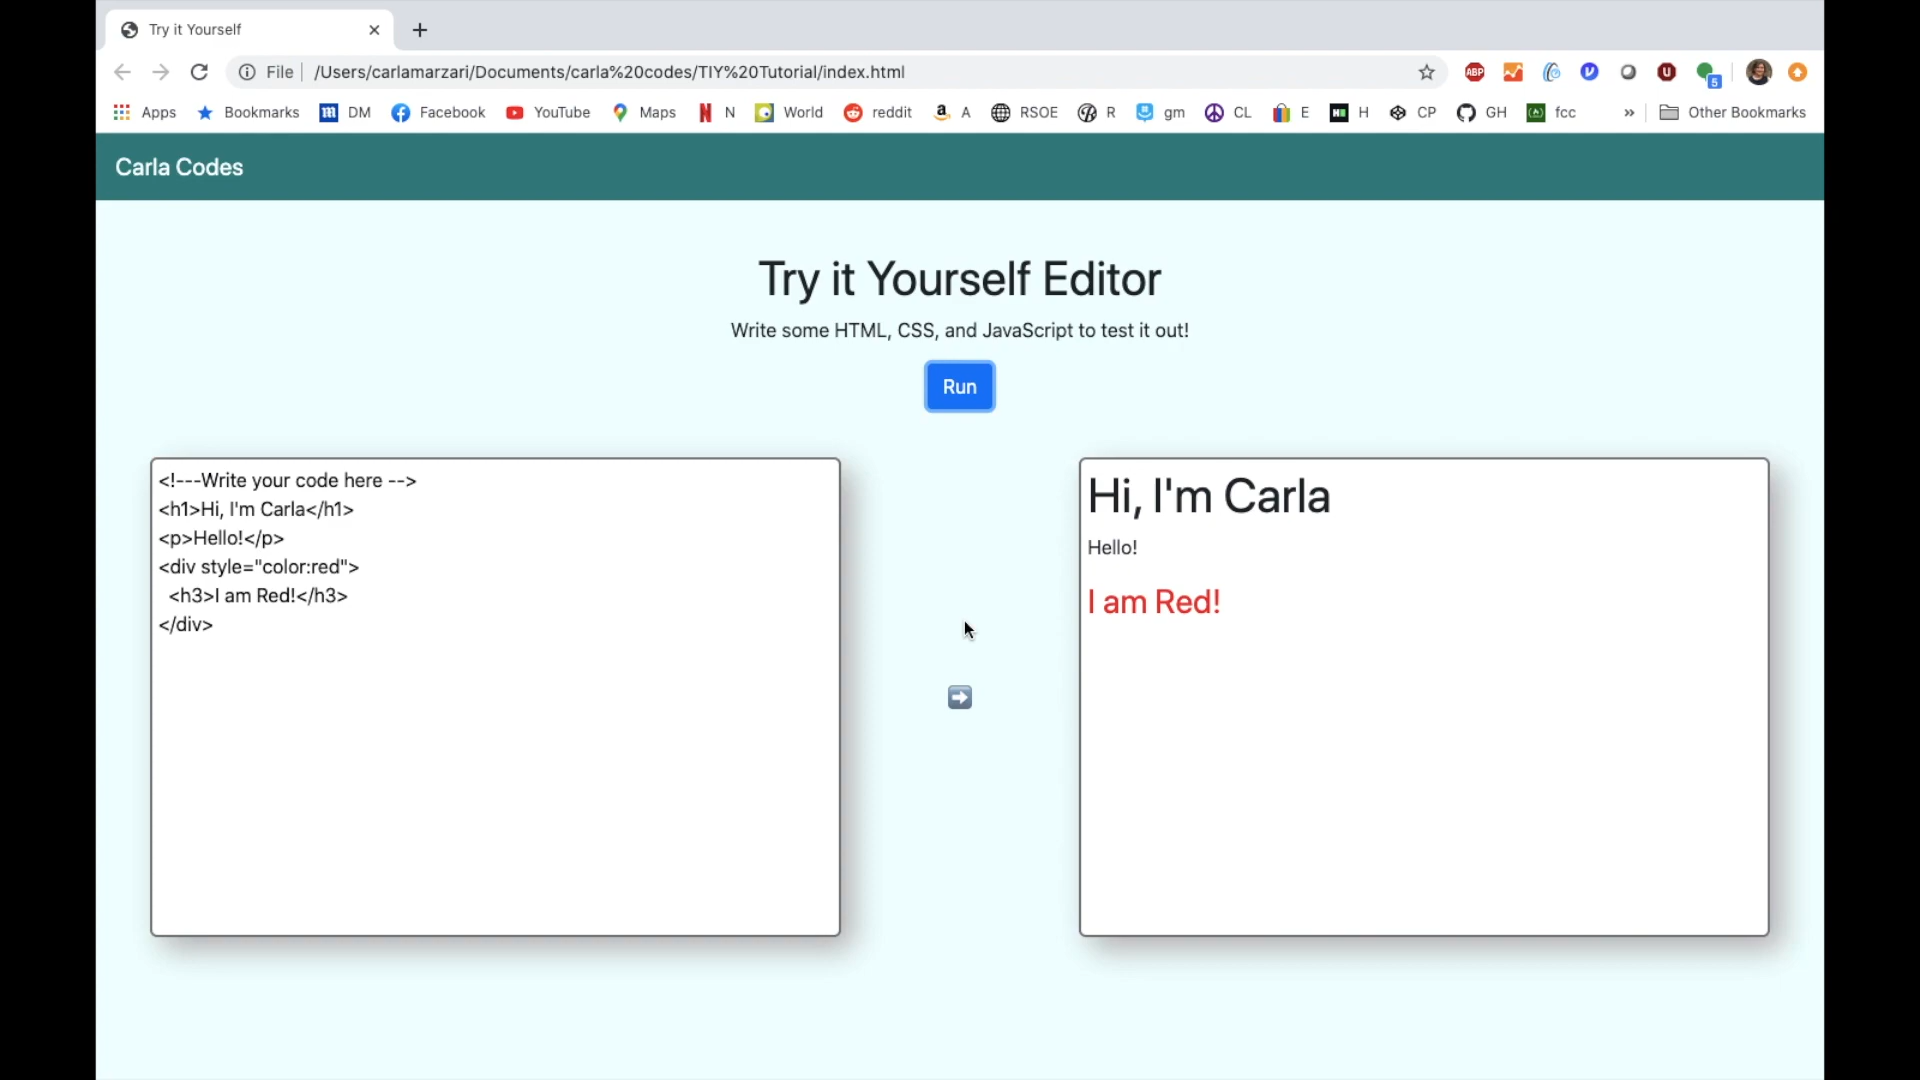 Try it Yourself
File /Users/carlamarzari/Documents/carla%20codes/TIY%20Tutorial/index.html
ABP
5
Apps Bookmarks DM Facebook YouTube Maps N World reddit A RSOE R gm CL E H CP GH fcc » Other Bookmarks
Carla Codes
Try it Yourself Editor
Write some HTML, CSS, and JavaScript to test it out!
Run
<!---Write your code here -->
<h1>Hi, I'm Carla</h1>
<p>Hello!</p>
<div style="color:red">
  <h3>I am Red!</h3>
</div>
Hi, I'm Carla
Hello!
I am Red!